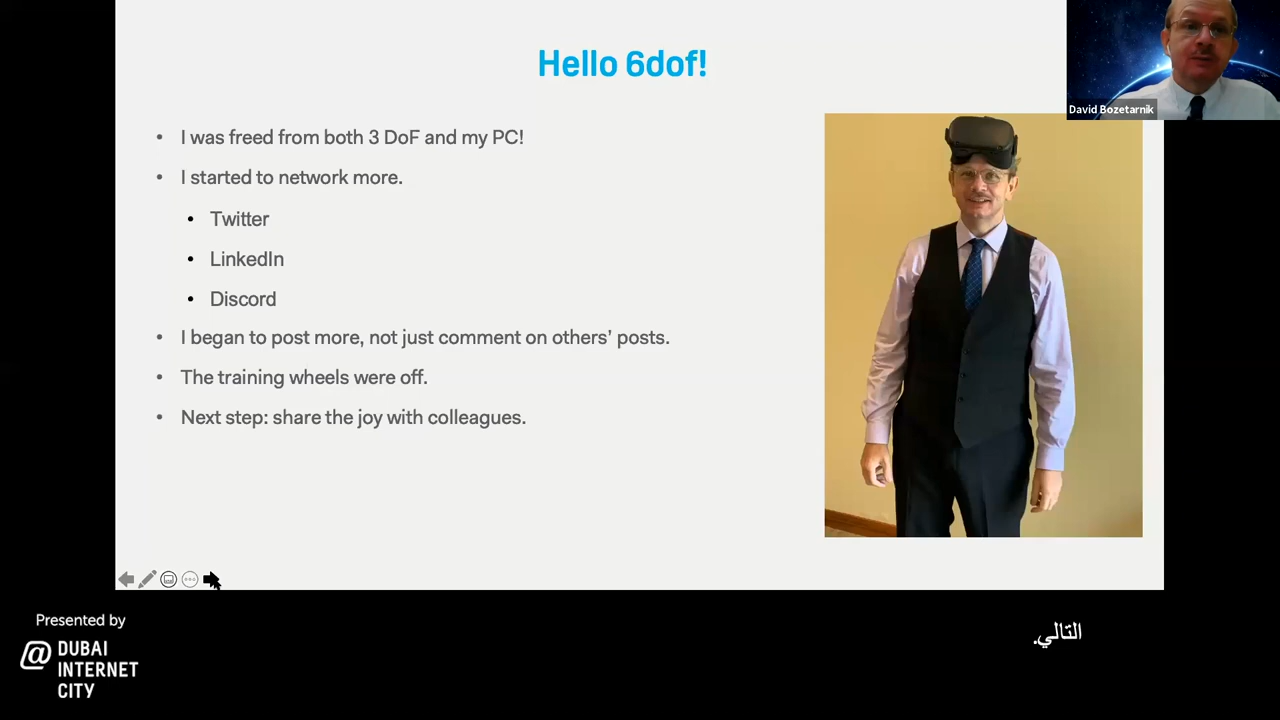 Hello 6dof!
David Bozetarnik
• I was freed from both 3 DoF and my PC!
• I started to network more.
• Twitter
• LinkedIn
• Discord
• I began to post more, not just comment on others’ posts.
• The training wheels were off.
• Next step: share the joy with colleagues.
Presented by
@ DUBAI
INTERNET
CITY
التالي.